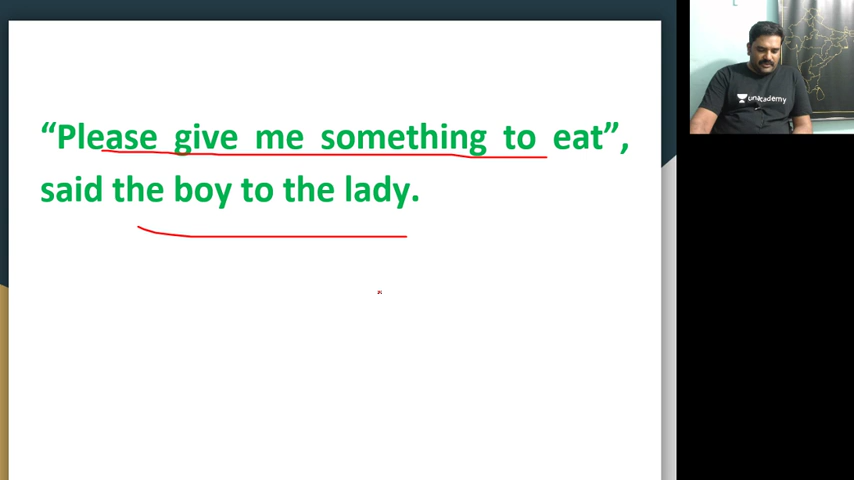 “Please give me something to eat”,
said the boy to the lady.
unacademy